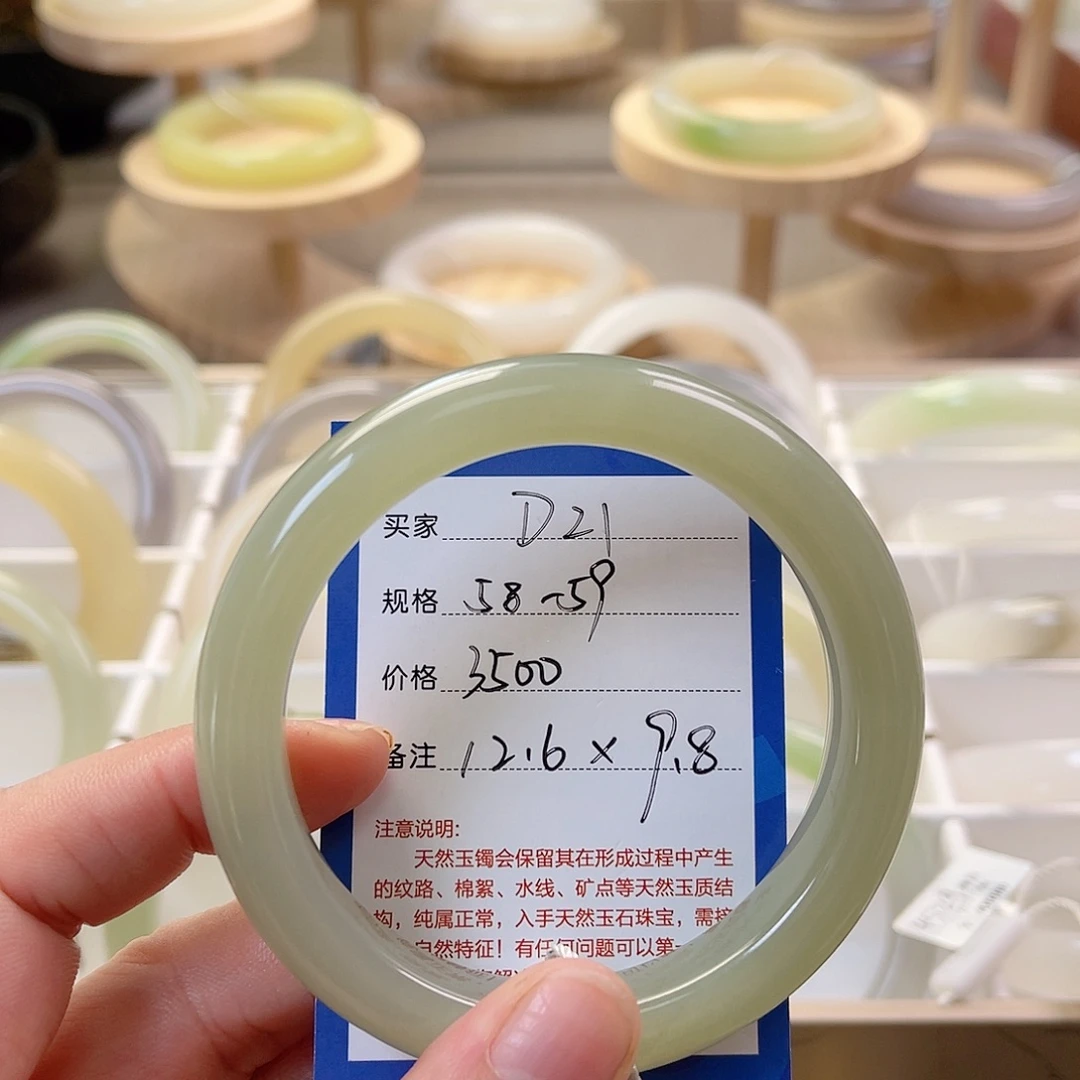 买家 D21
规格 58-59
价格 3500
备注 12.6 x 9.8
注意说明:
天然玉镯会保留其在形成过程中产生
的纹路、棉絮、水线、矿点等天然玉质结
构，纯属正常，入手天然玉石珠宝，需接
自然特征！有任何问题可以第一